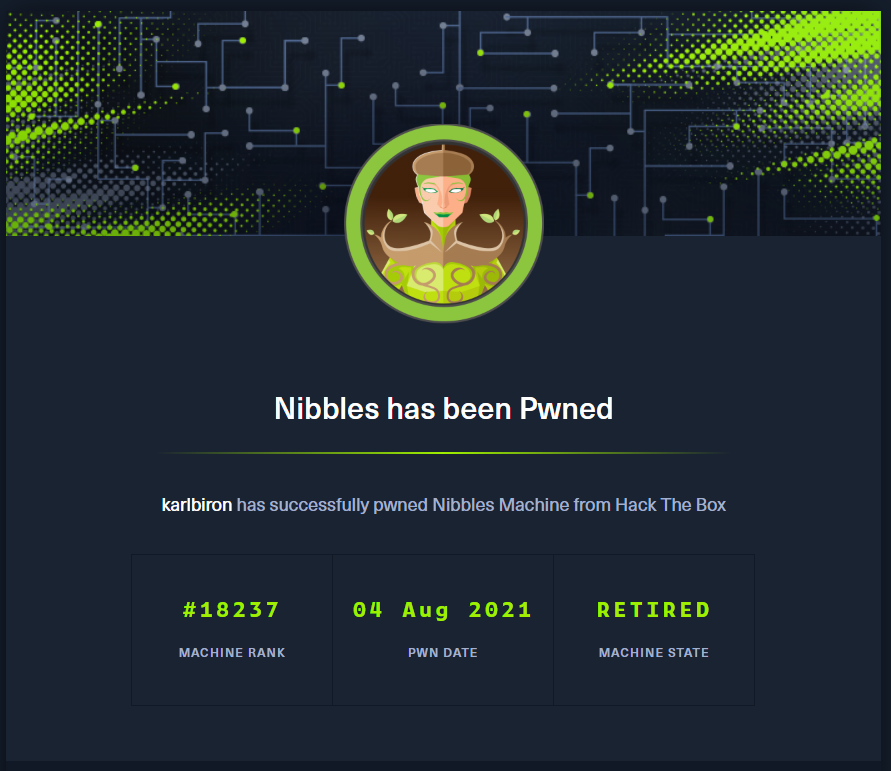 Nibbles has been Pwned
karlbiron has successfully pwned Nibbles Machine from Hack The Box
#18237 04 Aug 2021 RETIRED
MACHINE RANK PWN DATE MACHINE STATE